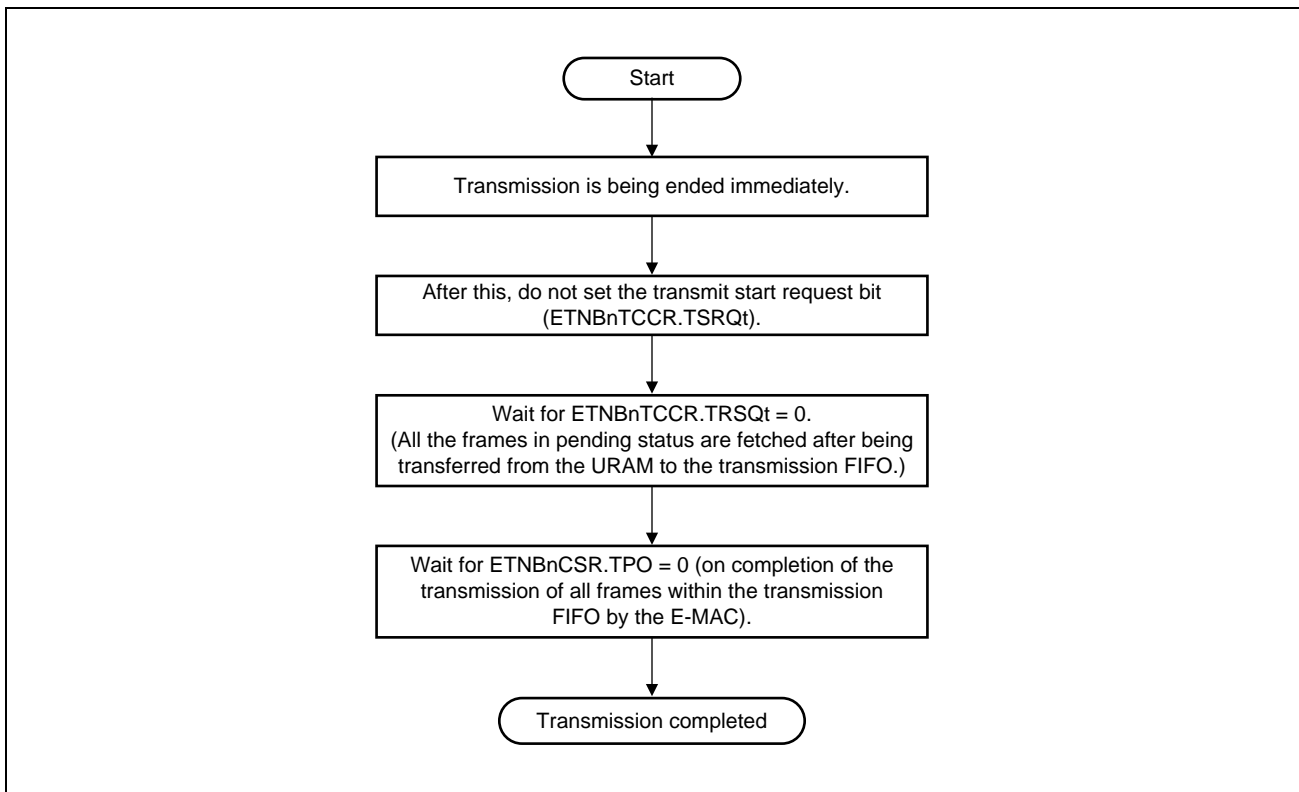 Start
Transmission is being ended immediately.
After this, do not set the transmit start request bit
(ETNBnTCCR.TSRQt).
Wait for ETNBnTCCR.TRSQt = 0.
(All the frames in pending status are fetched after being
transferred from the URAM to the transmission FIFO.)
Wait for ETNBnCSR.TPO = 0 (on completion of the
transmission of all frames within the transmission
FIFO by the E-MAC).
Transmission completed